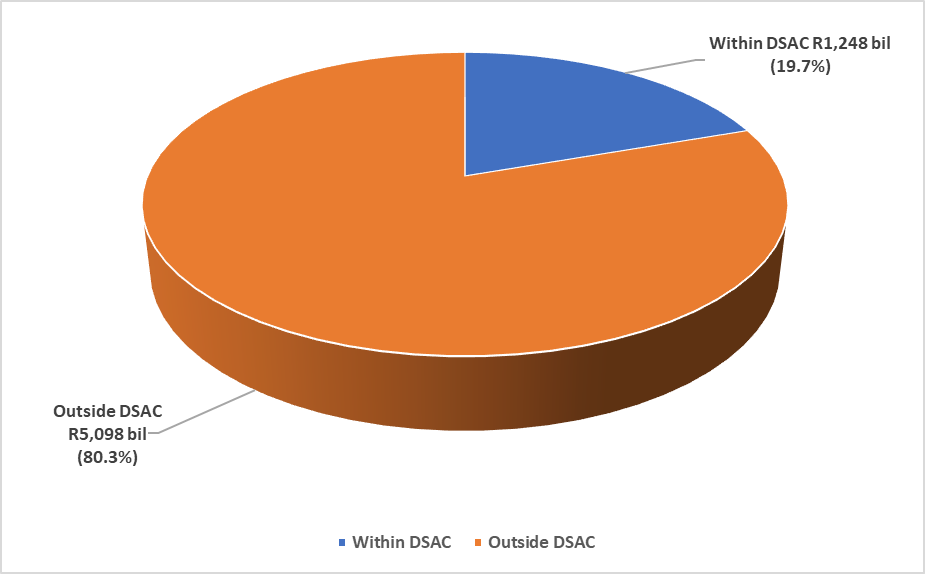 Within DSAC R1,248 bil
(19.7%)
Outside DSAC
R5,098 bil
(80.3%)
Within DSAC
Outside DSAC